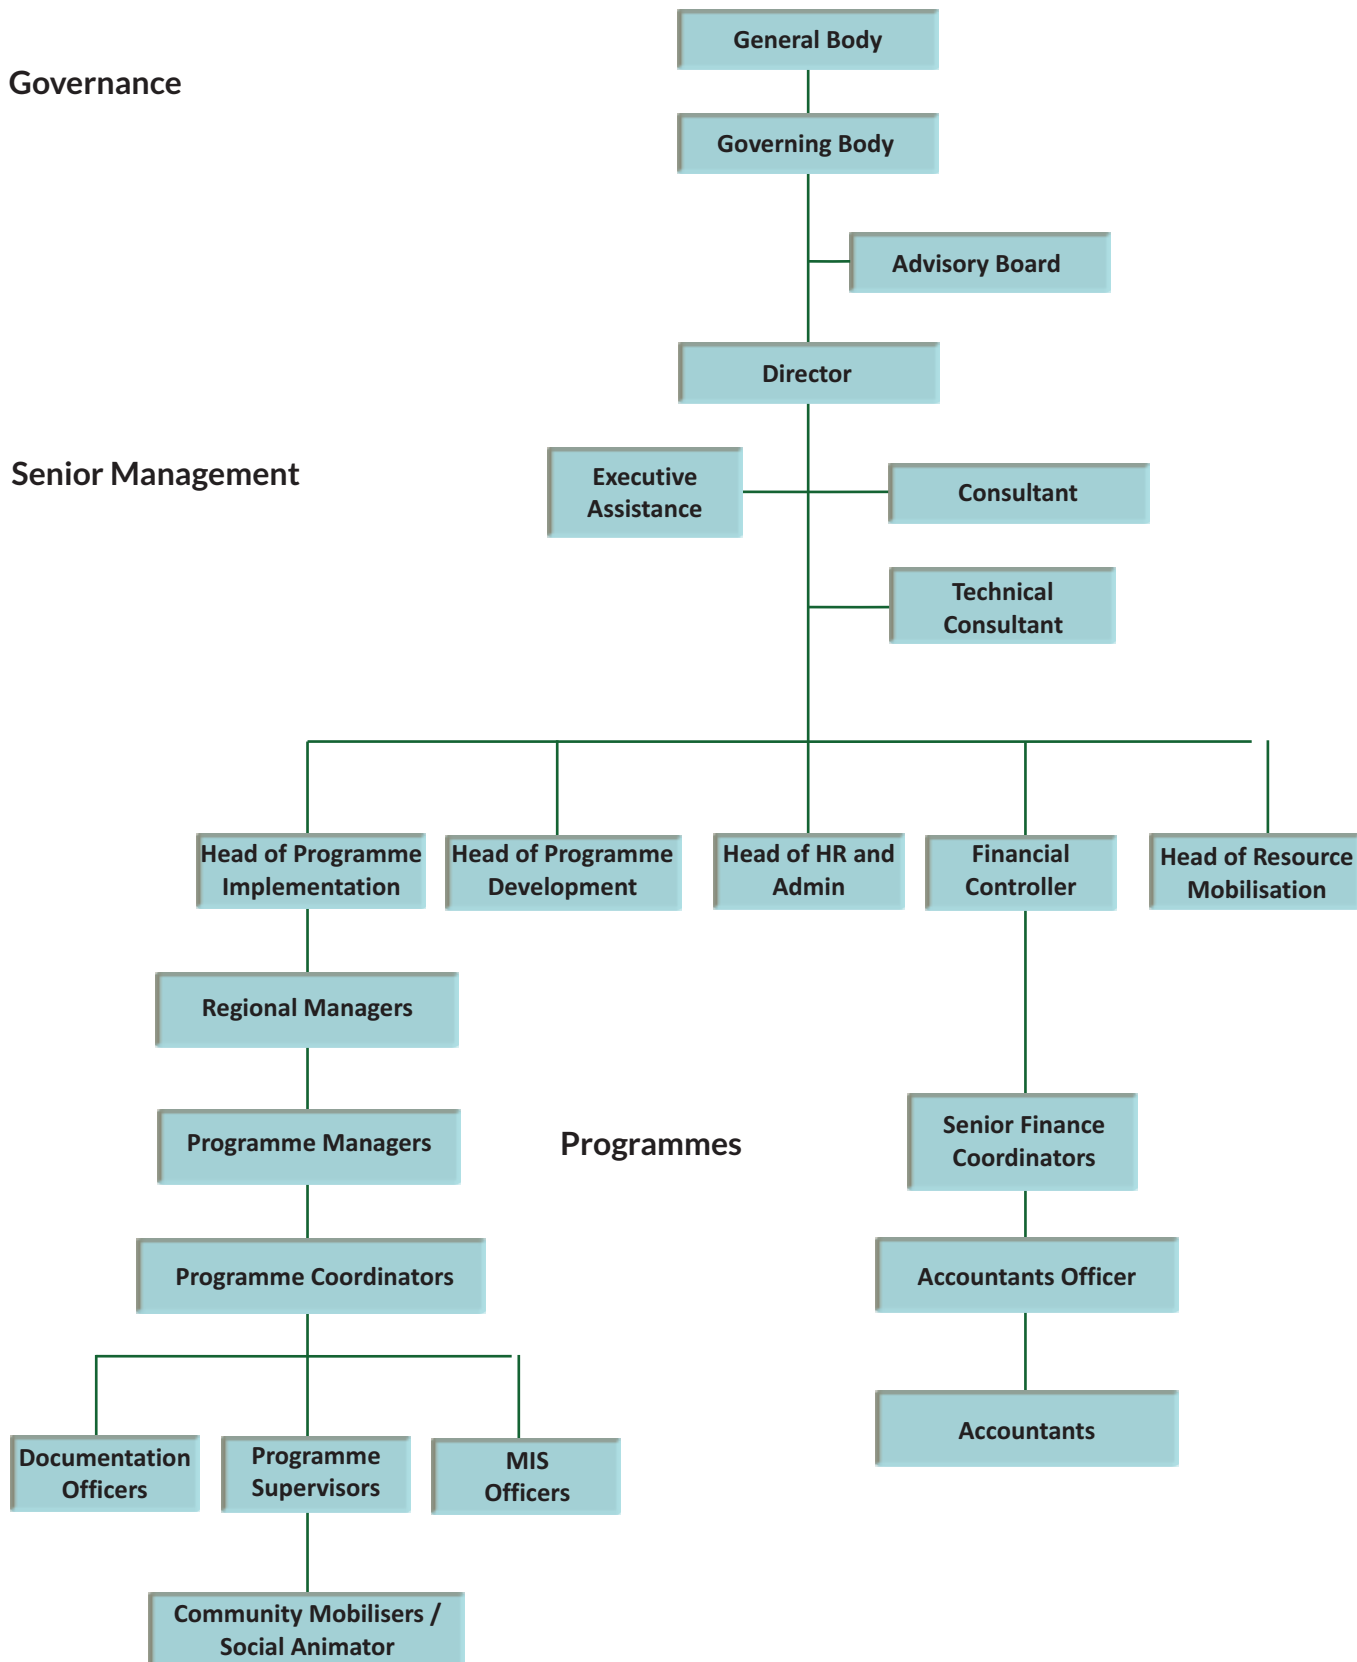 General Body
Governance
Governing Body
Advisory Board
Director
Senior Management
Executive
Assistance
Consultant
Technical
Consultant
Head of Programme
Implementation
Head of Programme
Development
Head of HR and
Admin
Financial
Controller
Head of Resource
Mobilisation
Regional Managers
Programme Managers
Programmes
Senior Finance
Coordinators
Programme Coordinators
Accountants Officer
Accountants
Documentation
Officers
Programme
Supervisors
MIS
Officers
Community Mobilisers /
Social Animator